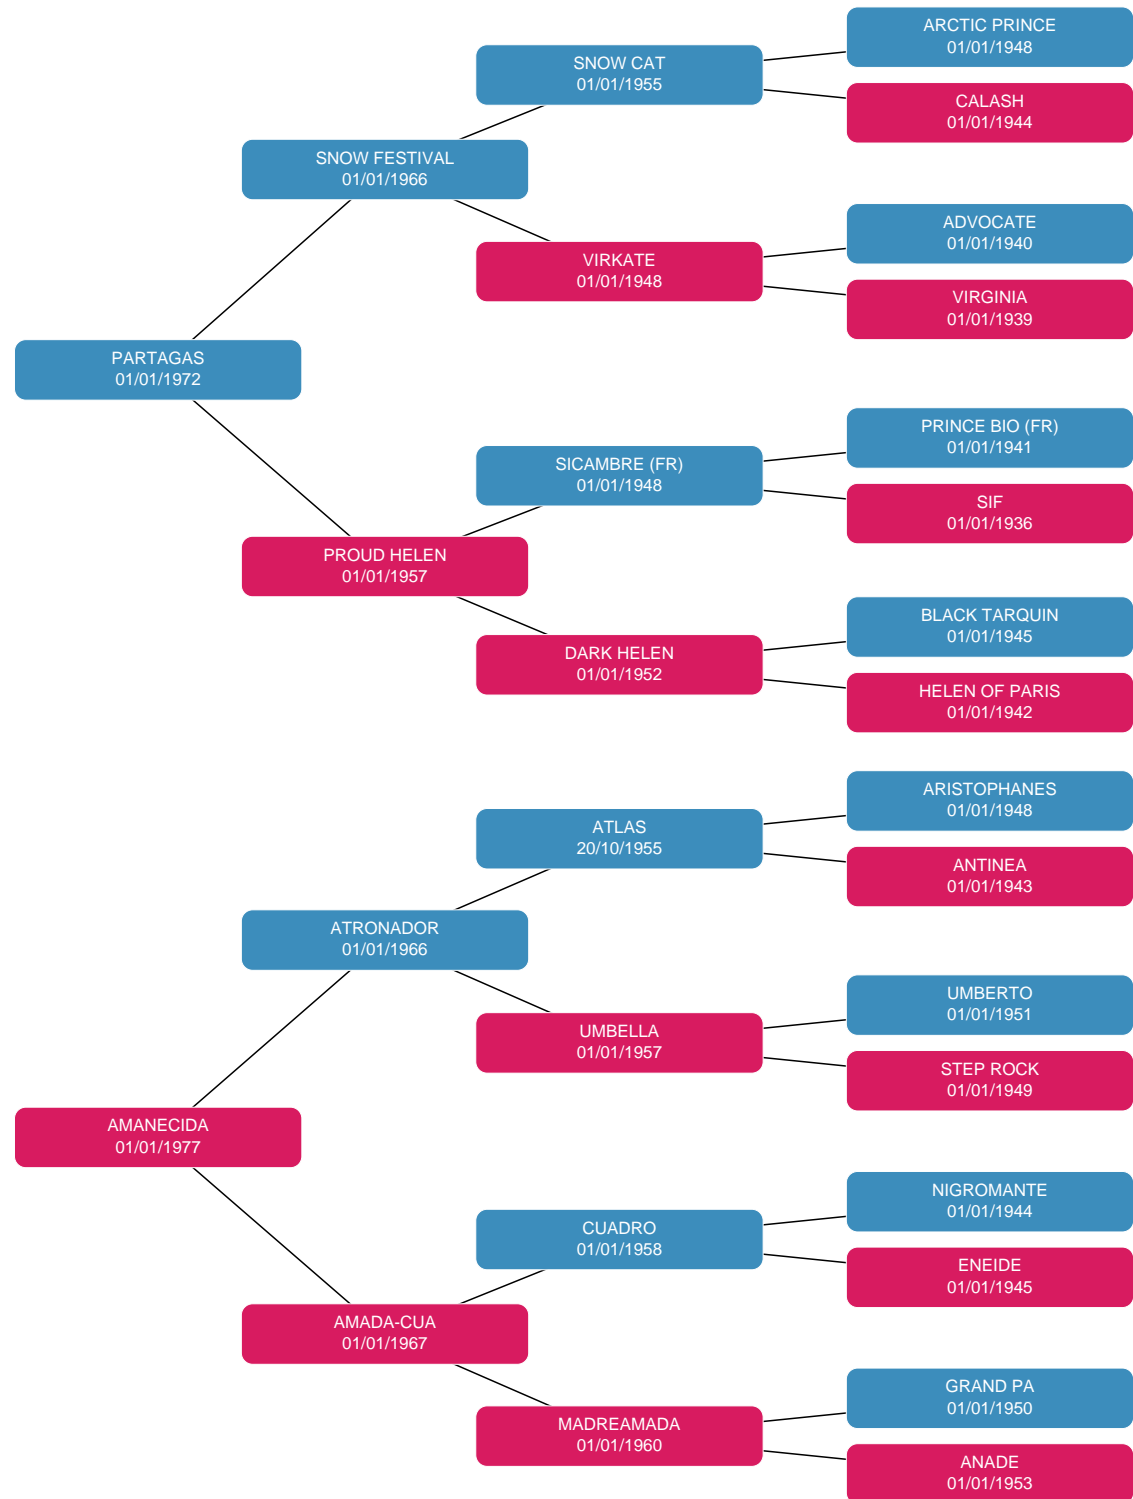 ARCTIC PRINCE
01/01/1948
SNOW CAT
01/01/1955
CALASH
01/01/1944
SNOW FESTIVAL
01/01/1966
ADVOCATE
01/01/1940
VIRKATE
01/01/1948
VIRGINIA
01/01/1939
PARTAGAS
01/01/1972
PRINCE BIO (FR)
01/01/1941
SICAMBRE (FR)
01/01/1948
SIF
01/01/1936
PROUD HELEN
01/01/1957
BLACK TARQUIN
01/01/1945
DARK HELEN
01/01/1952
HELEN OF PARIS
01/01/1942
ARISTOPHANES
01/01/1948
ATLAS
20/10/1955
ANTINEA
01/01/1943
ATRONADOR
01/01/1966
UMBERTO
01/01/1951
UMBELLA
01/01/1957
STEP ROCK
01/01/1949
AMANECIDA
01/01/1977
NIGROMANTE
01/01/1944
CUADRO
01/01/1958
ENEIDE
01/01/1945
AMADA-CUA
01/01/1967
GRAND PA
01/01/1950
MADREAMADA
01/01/1960
ANADE
01/01/1953